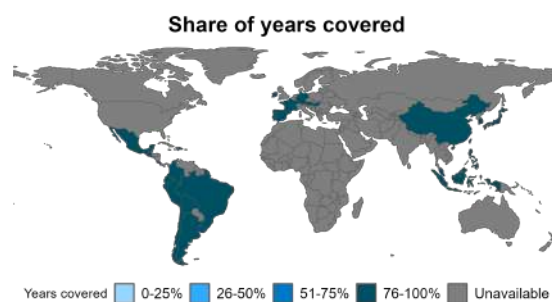 Share of years covered
Years covered 0-25% 26-50% 51-75% 76-100% Unavailable